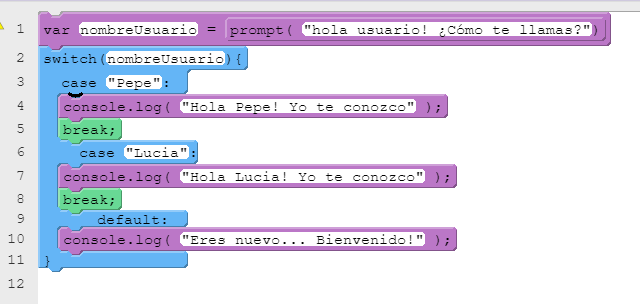 1 var nombreUsuario = prompt( "hola usuario! ¿Cómo te llamas?")
2 switch(nombreUsuario){
3 case "Pepe":
4 console.log( "Hola Pepe! Yo te conozco" );
5 break;
6 case "Lucia":
7 console.log( "Hola Lucia! Yo te conozco" );
8 break;
9 default:
10 console.log( "Eres nuevo... Bienvenido!" );
11 }
12